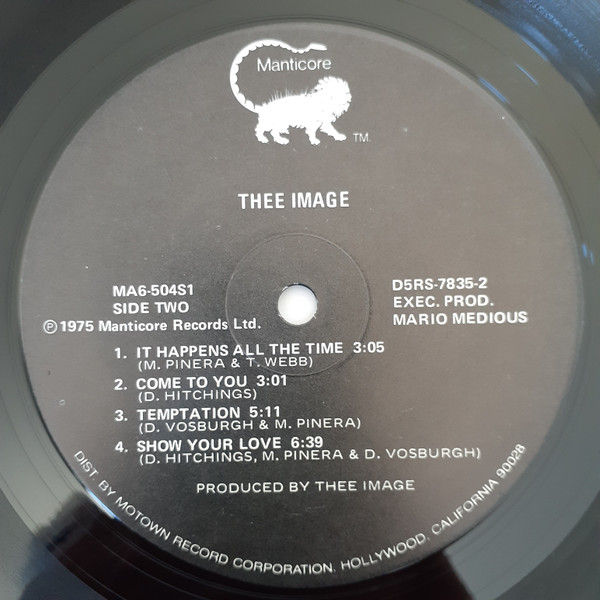 Manticore
TM.
THEE IMAGE
MA6-504S1
SIDE TWO
Ⓟ1975 Manticore Records Ltd.
D5RS-7835-2
EXEC. PROD.
MARIO MEDIOUS
1. IT HAPPENS ALL THE TIME 3:05
(M. PINERA & T. WEBB)
2. COME TO YOU 3:01
(D. HITCHINGS)
3. TEMPTATION 5:11
(D. VOSBURGH & M. PINERA)
4. SHOW YOUR LOVE 6:39
(D. HITCHINGS, M. PINERA & D. VOSBURGH)
PRODUCED BY THEE IMAGE
DIST. BY MOTOWN RECORD CORPORATION, HOLLYWOOD, CALIFORNIA 90028